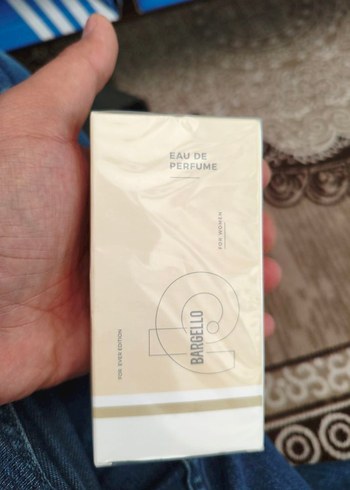 EAU DE
PERFUME
FOR WOMEN
BARGELLO
FOR EVER EDITION